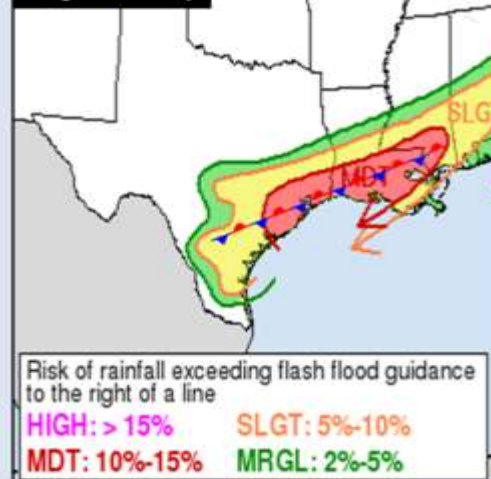 SLG
MDT
Risk of rainfall exceeding flash flood guidance
to the right of a line
HIGH: > 15% SLGT: 5%-10%
MDT: 10%-15% MRGL: 2%-5%